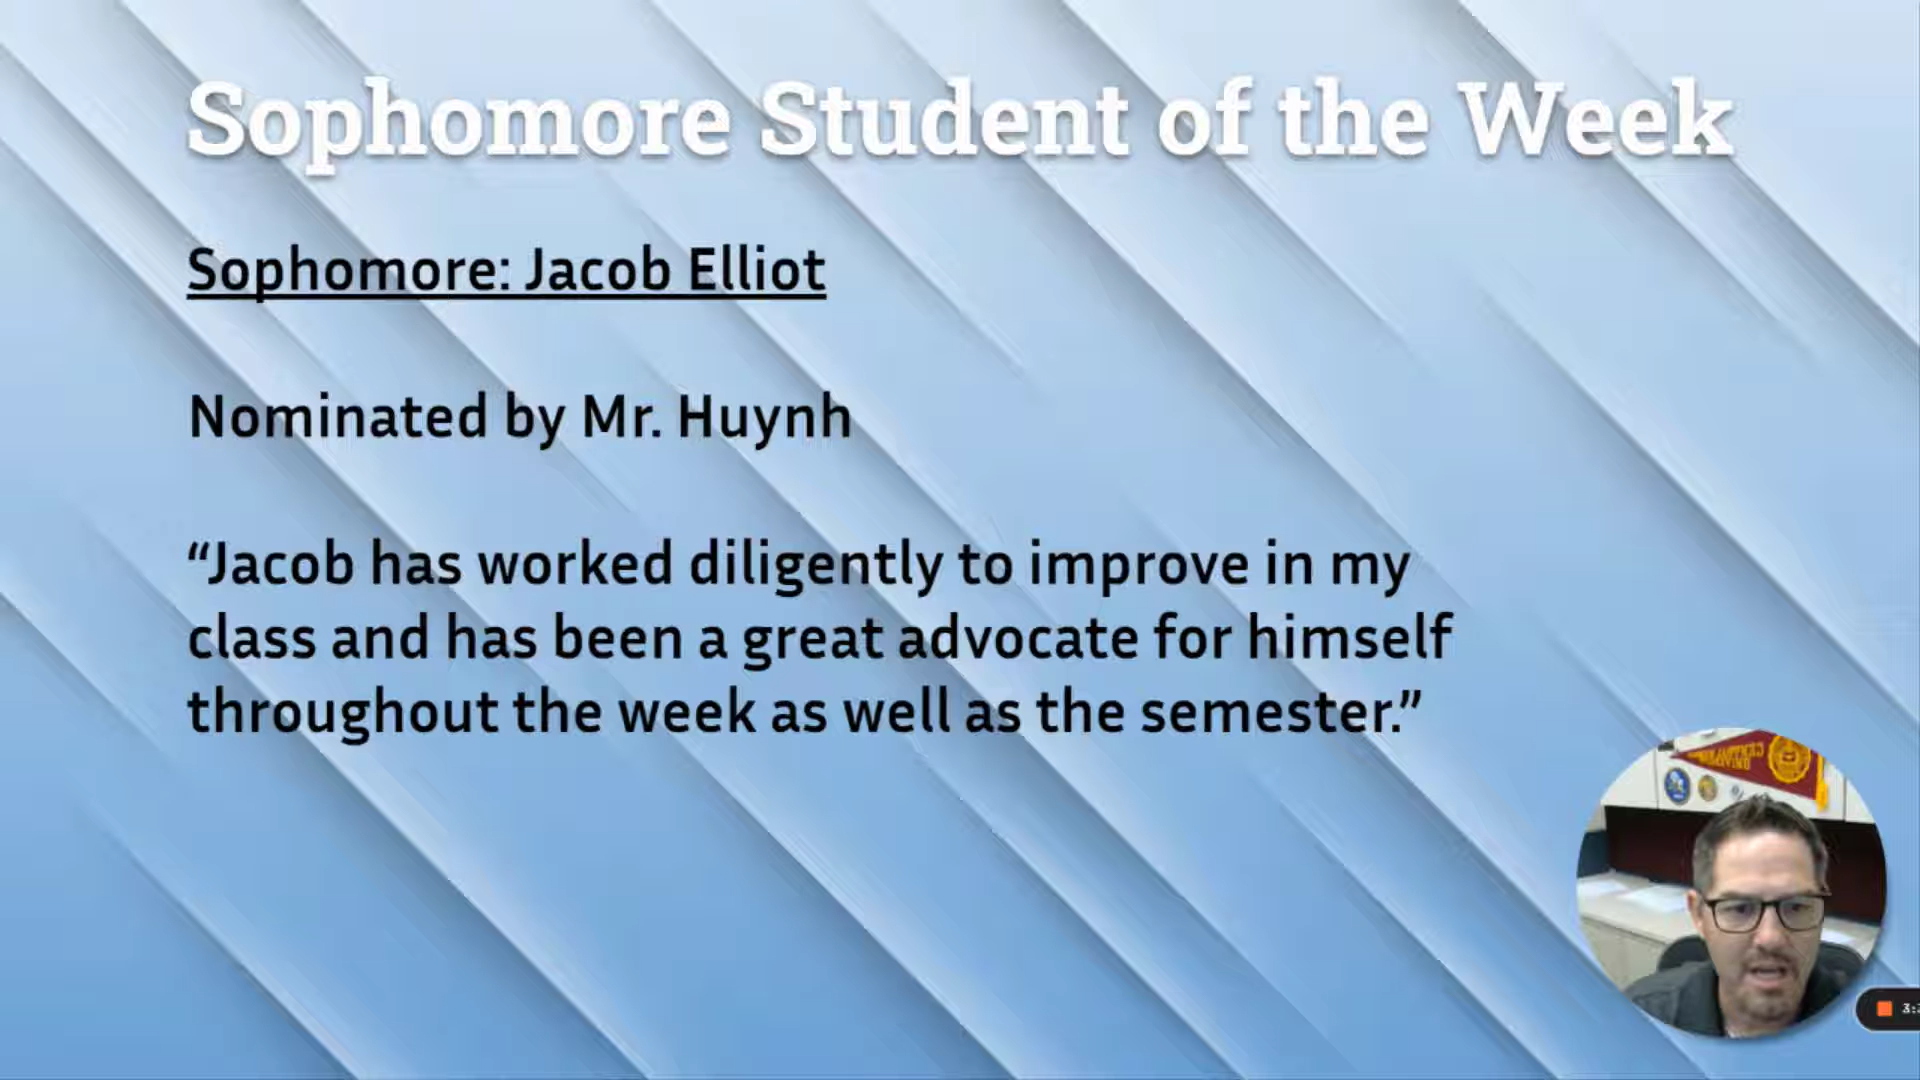 Sophomore Student of the Week
Sophomore: Jacob Elliot
Nominated by Mr. Huynh
“Jacob has worked diligently to improve in my
class and has been a great advocate for himself
throughout the week as well as the semester.”